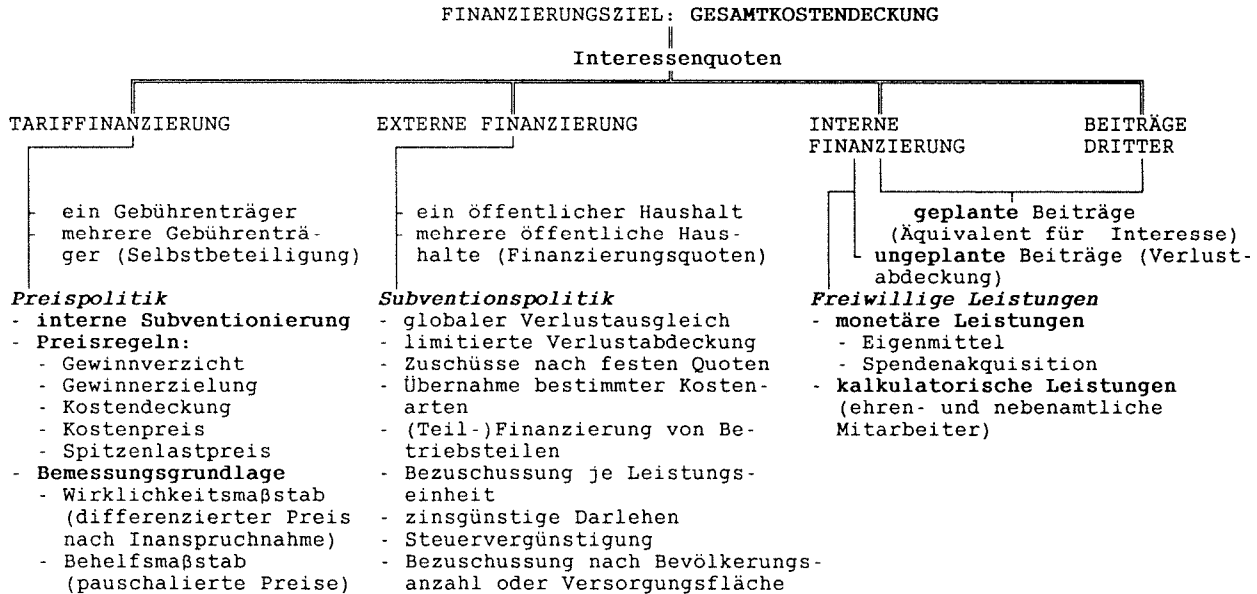 FINANZIERUNGSZIEL: GESAMTKOSTENDECKUNG
Interessenquoten
TARIFFINANZIERUNG
ein Gebührenträger
mehrere Gebührenträ-
ger (Selbstbeteiligung)
Preispolitik
- interne Subventionierung
- Preisregeln:
- Gewinnverzicht
- Gewinnerzielung
- Kostendeckung
- Kostenpreis
- Spitzenlastpreis
- Bemessungsgrundlage
- Wirklichkeitsmaßstab
(differenzierter Preis
nach Inanspruchnahme)
- Behelfsmaßstab
(pauschalierte Preise)
EXTERNE FINANZIERUNG
ein öffentlicher Haushalt
mehrere öffentliche Haus-
halte (Finanzierungsquoten)
Subventionspolitik
- globaler Verlustausgleich
- limitierte Verlustabdeckung
- Zuschüsse nach festen Quoten
- Übernahme bestimmter Kosten-
arten
- (Teil-)Finanzierung von Be-
triebsteilen
- Bezuschussung je Leistungs-
einheit
- zinsgünstige Darlehen
- Steuervergünstigung
- Bezuschussung nach Bevölkerungs-
anzahl oder Versorgungsfläche
INTERNE
FINANZIERUNG
BEITRÄGE
DRITTER
geplante Beiträge
(Äquivalent für Interesse)
ungeplante Beiträge (Verlust-
abdeckung)
Freiwillige Leistungen
- monetäre Leistungen
- Eigenmittel
- Spendenakquisition
- kalkulatorische Leistungen
(ehren- und nebenamtliche
Mitarbeiter)